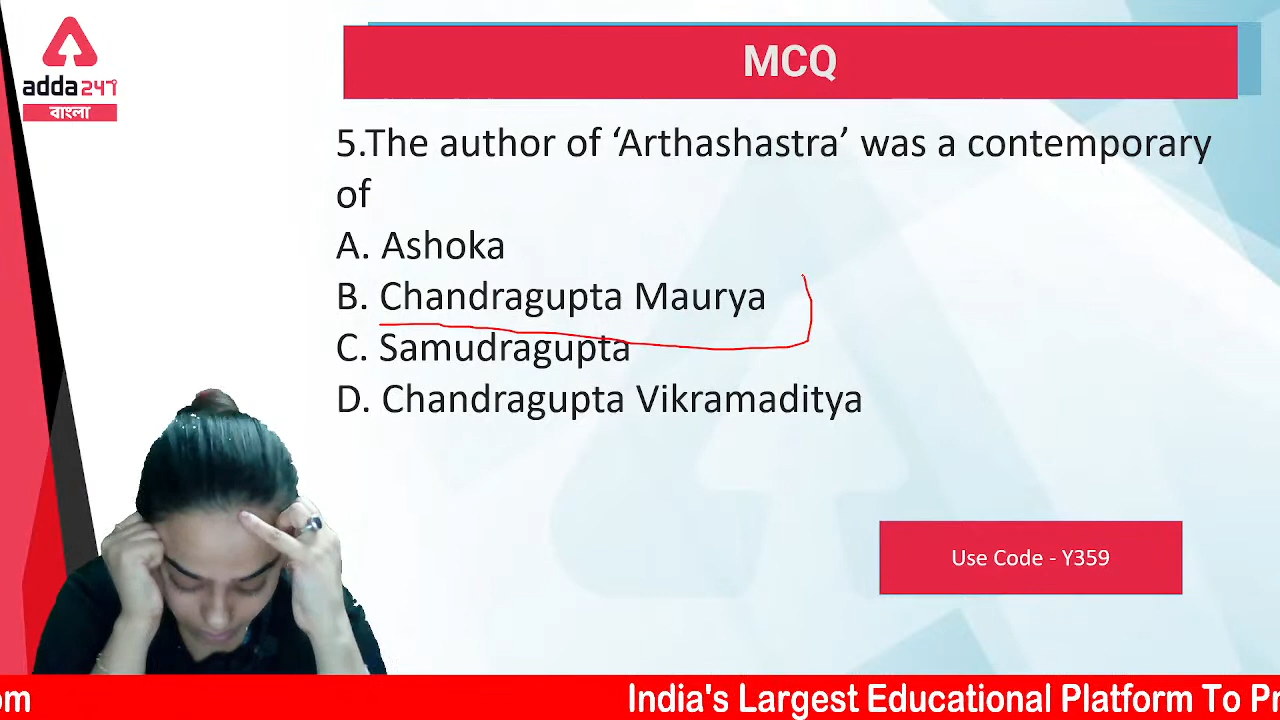 adda247
বাংলা
MCQ
5.The author of ‘Arthashastra’ was a contemporary
of
A. Ashoka
B. Chandragupta Maurya
C. Samudragupta
D. Chandragupta Vikramaditya
Use Code - Y359
om
India's Largest Educational Platform To Pr